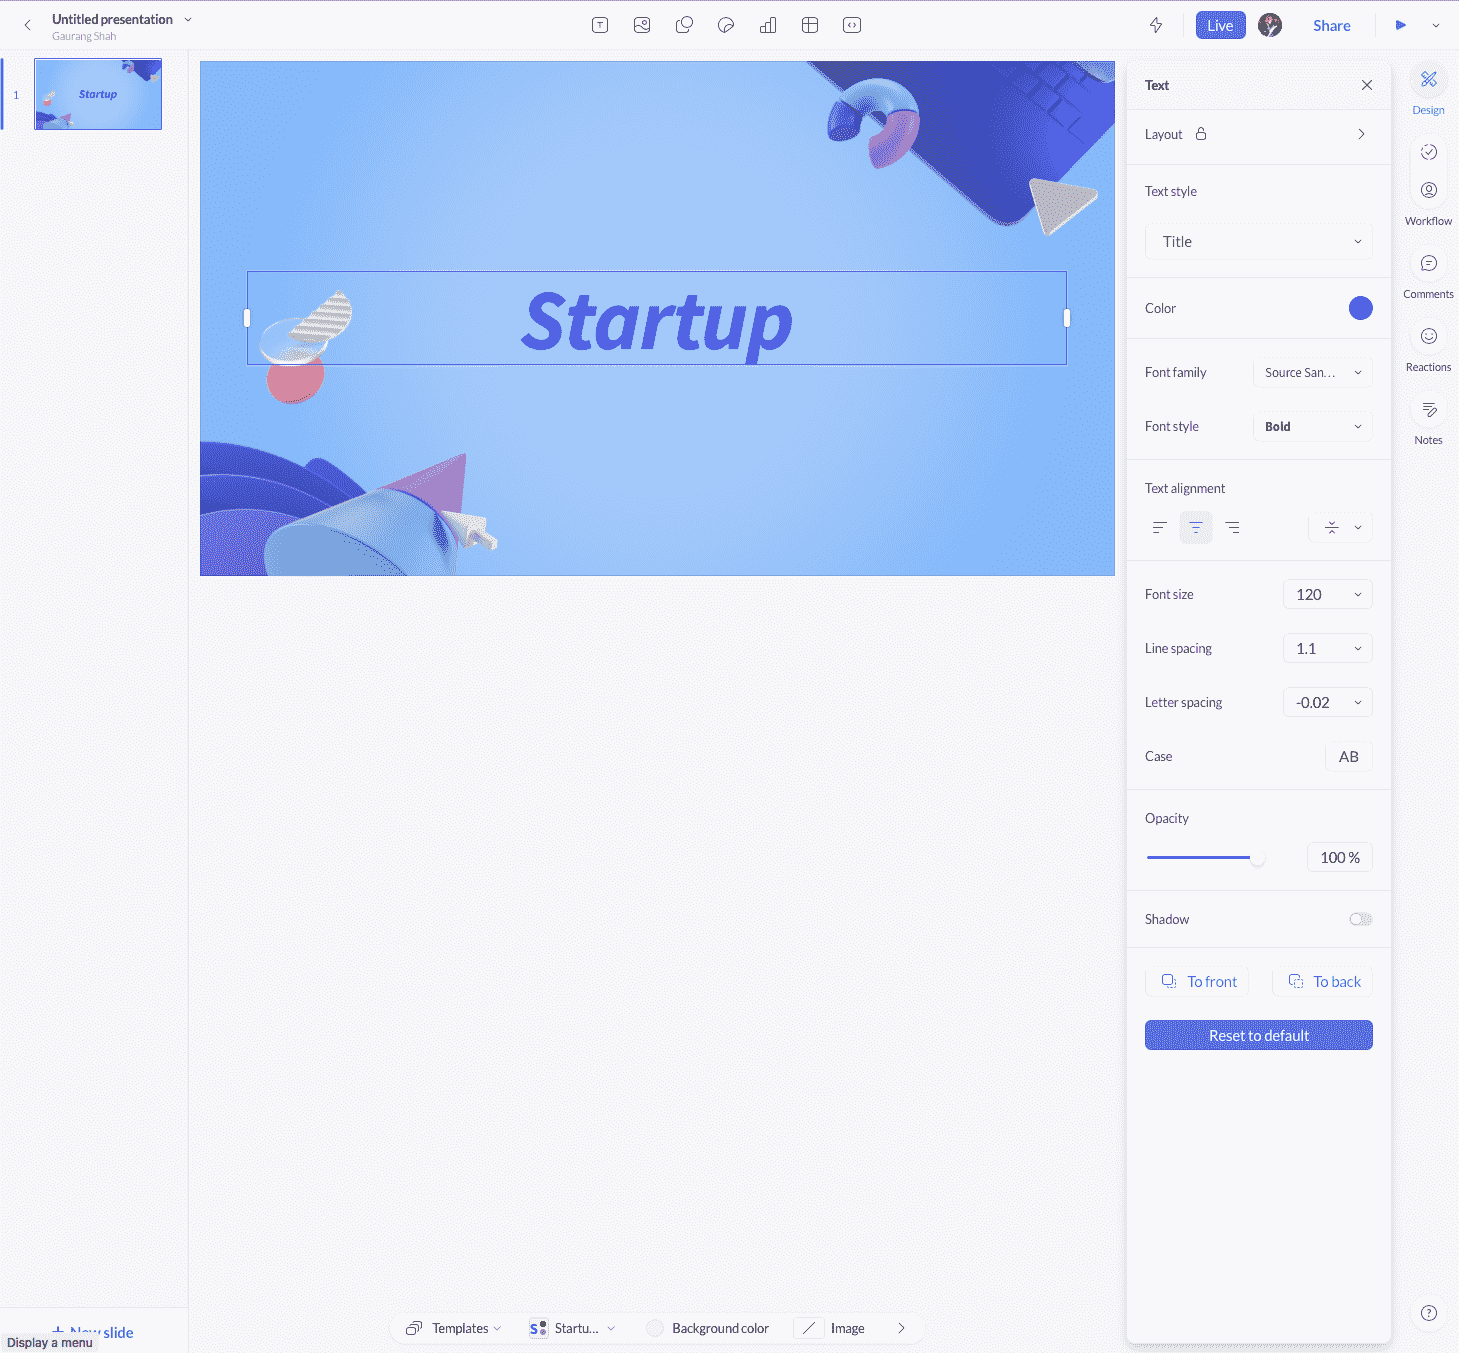 Untitled presentation
Gaurang Shah
Live
Share
1
Startup
Startup
Text
Layout
Text style
Title
Color
Font family
Source San...
Font style
Bold
Text alignment
Font size
120
Line spacing
1.1
Letter spacing
-0.02
Case
AB
Opacity
100 %
Shadow
To front
To back
Reset to default
Design
Workflow
Comments
Reactions
Notes
New slide
Display a menu
Templates
S
Startu...
Background color
Image